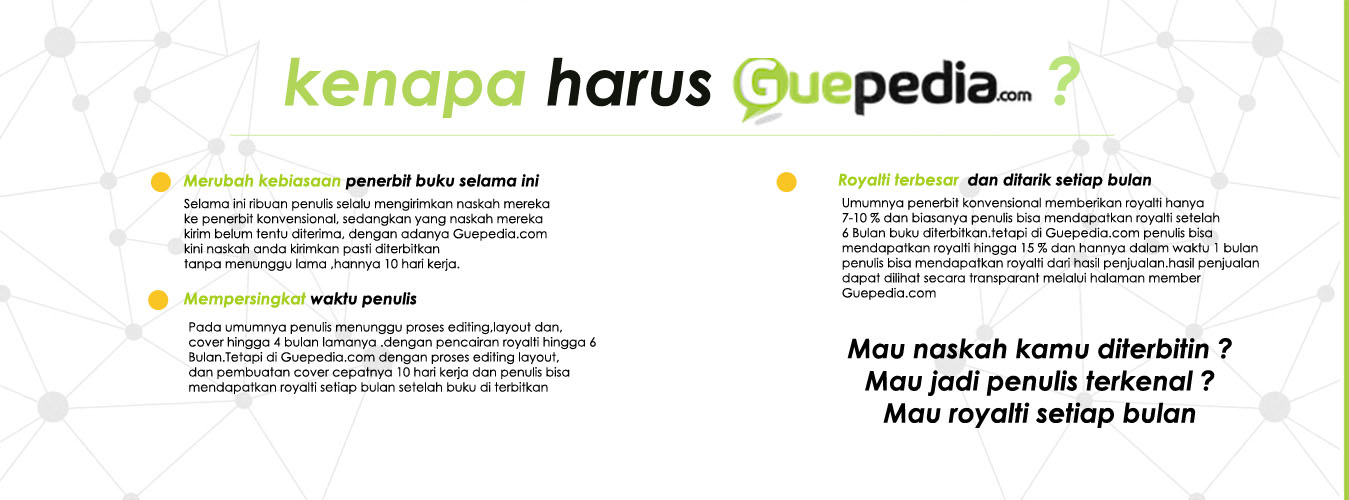 kenapa harus Guepedia.com ?
Merubah kebiasaan penerbit buku selama ini
Selama ini ribuan penulis selalu mengirimkan naskah mereka
ke penerbit konvensional, sedangkan yang naskah mereka
kirim belum tentu diterima, dengan adanya Guepedia.com
kini naskah anda kirimkan pasti diterbitkan
tanpa menunggu lama ,hannya 10 hari kerja.
Mempersingkat waktu penulis
Pada umumnya penulis menunggu proses editing,layout dan,
cover hingga 4 bulan lamanya .dengan pencairan royalti hingga 6
Bulan.Tetapi di Guepedia.com dengan proses editing layout,
dan pembuatan cover cepatnya 10 hari kerja dan penulis bisa
mendapatkan royalti setiap bulan setelah buku di terbitkan
Royalti terbesar dan ditarik setiap bulan
Umumnya penerbit konvensional memberikan royalti hanya
7-10 % dan biasanya penulis bisa mendapatkan royalti setelah
6 Bulan buku diterbitkan.tetapi di Guepedia.com penulis bisa
mendapatkan royalti hingga 15 % dan hannya dalam waktu 1 bulan
penulis bisa mendapatkan royalti dari hasil penjualan.hasil penjualan
dapat dilihat secara transparant melalui halaman member
Guepedia.com
Mau naskah kamu diterbitin ?
Mau jadi penulis terkenal ?
Mau royalti setiap bulan